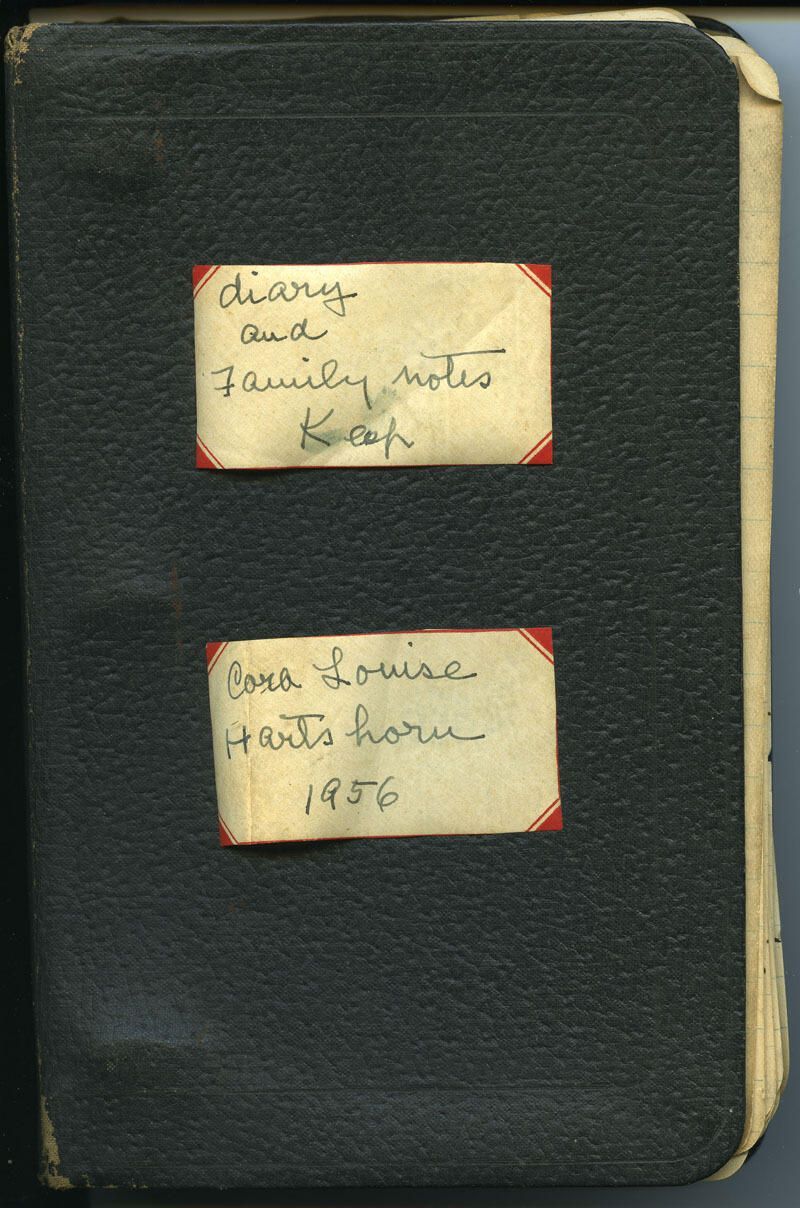 diary
and
Family notes
Keep
Cora Louise
Hartshorn
1956